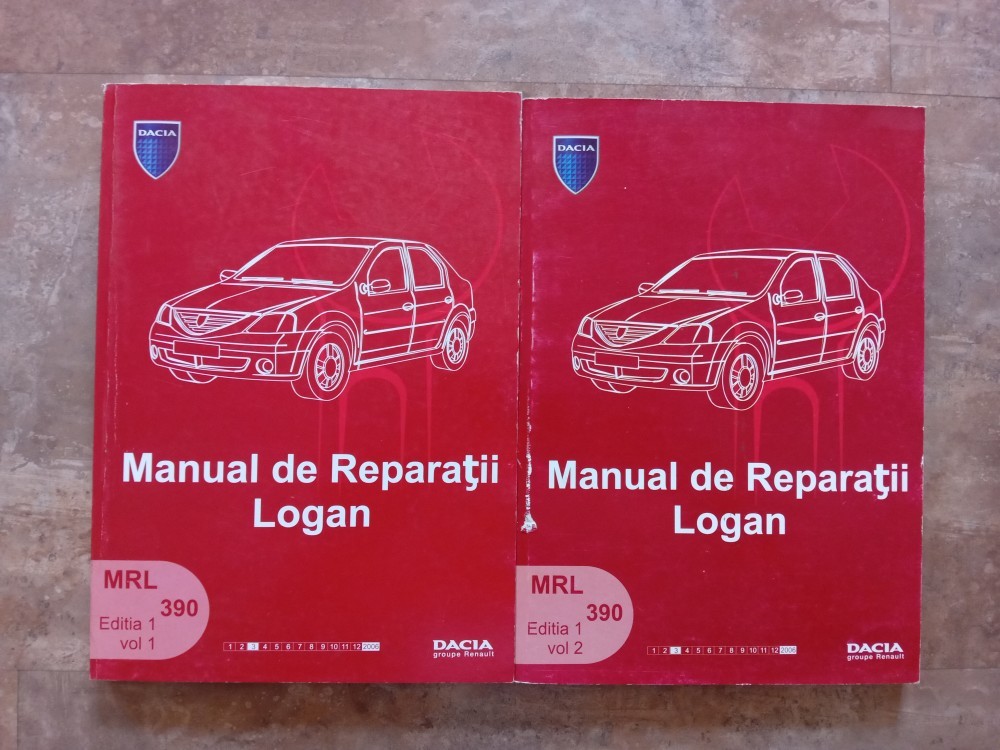 DACIA
Manual de Reparaţii
Logan
MRL
390
Editia 1
vol 1
1 2 3 4 5 6 7 8 9 10 11 12 2006
DACIA
groupe Renault
DACIA
Manual de Reparaţii
Logan
MRL
390
Editia 1
vol 2
1 2 3 4 5 6 7 8 9 10 11 12 2006
DACIA
groupe Renault